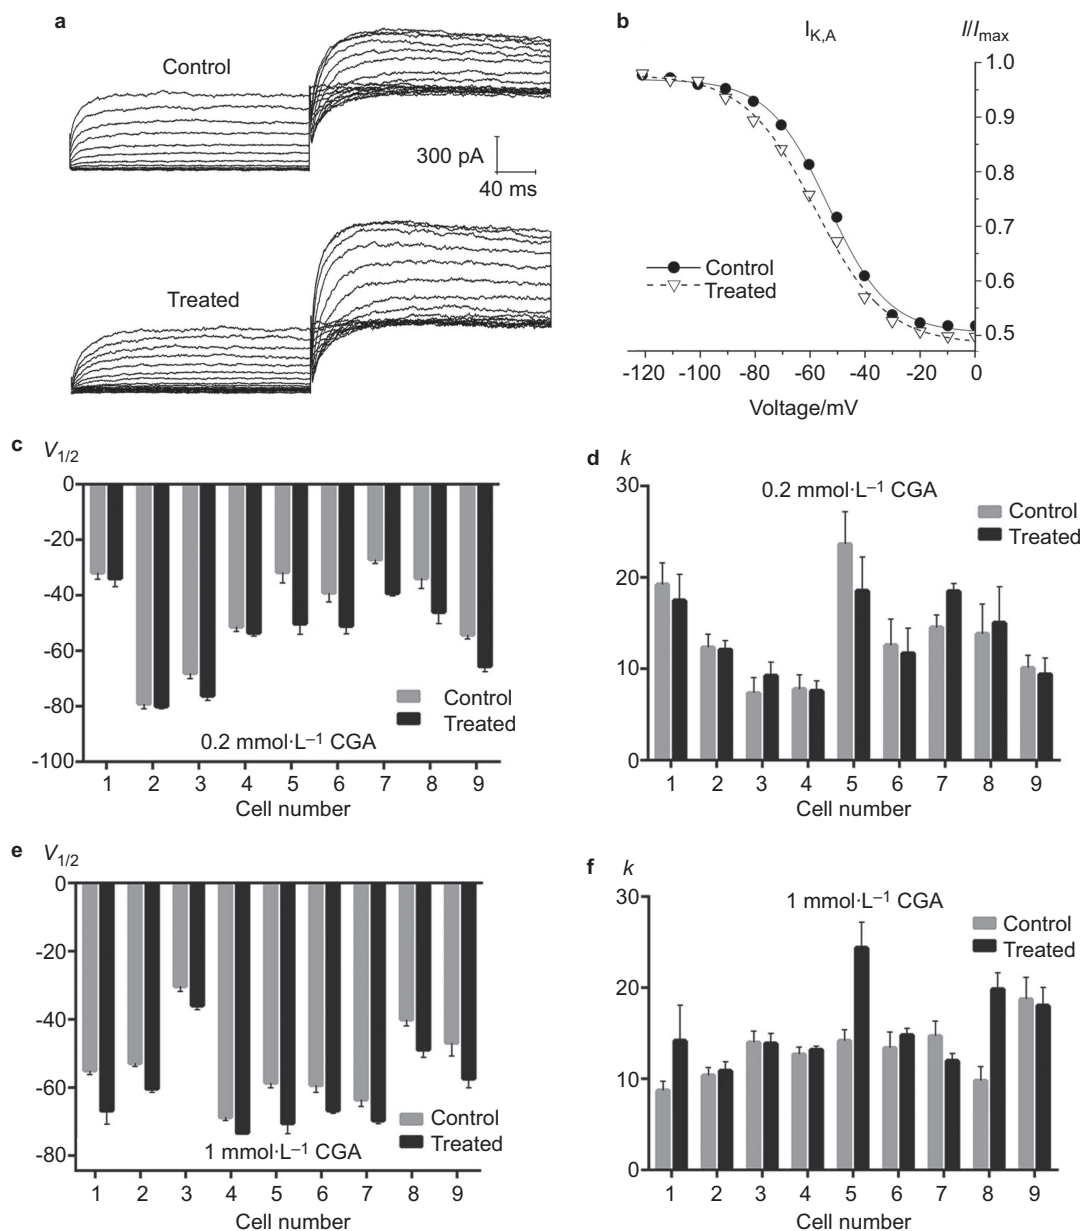 a
Control
300 pA
40 ms
Treated
b
I_K,A
I/I_max
1.0
0.9
0.8
0.7
0.6
0.5
Control
Treated
-120 -100 -80 -60 -40 -20 0
Voltage/mV
c
V_1/2
0
-20
-40
-60
-80
-100
Control
Treated
0.2 mmol·L⁻¹ CGA
1 2 3 4 5 6 7 8 9
Cell number
d
k
30
20
10
0
0.2 mmol·L⁻¹ CGA
Control
Treated
1 2 3 4 5 6 7 8 9
Cell number
e
V_1/2
0
-20
-40
-60
-80
Control
Treated
1 mmol·L⁻¹ CGA
1 2 3 4 5 6 7 8 9
Cell number
f
k
30
20
10
0
1 mmol·L⁻¹ CGA
Control
Treated
1 2 3 4 5 6 7 8 9
Cell number